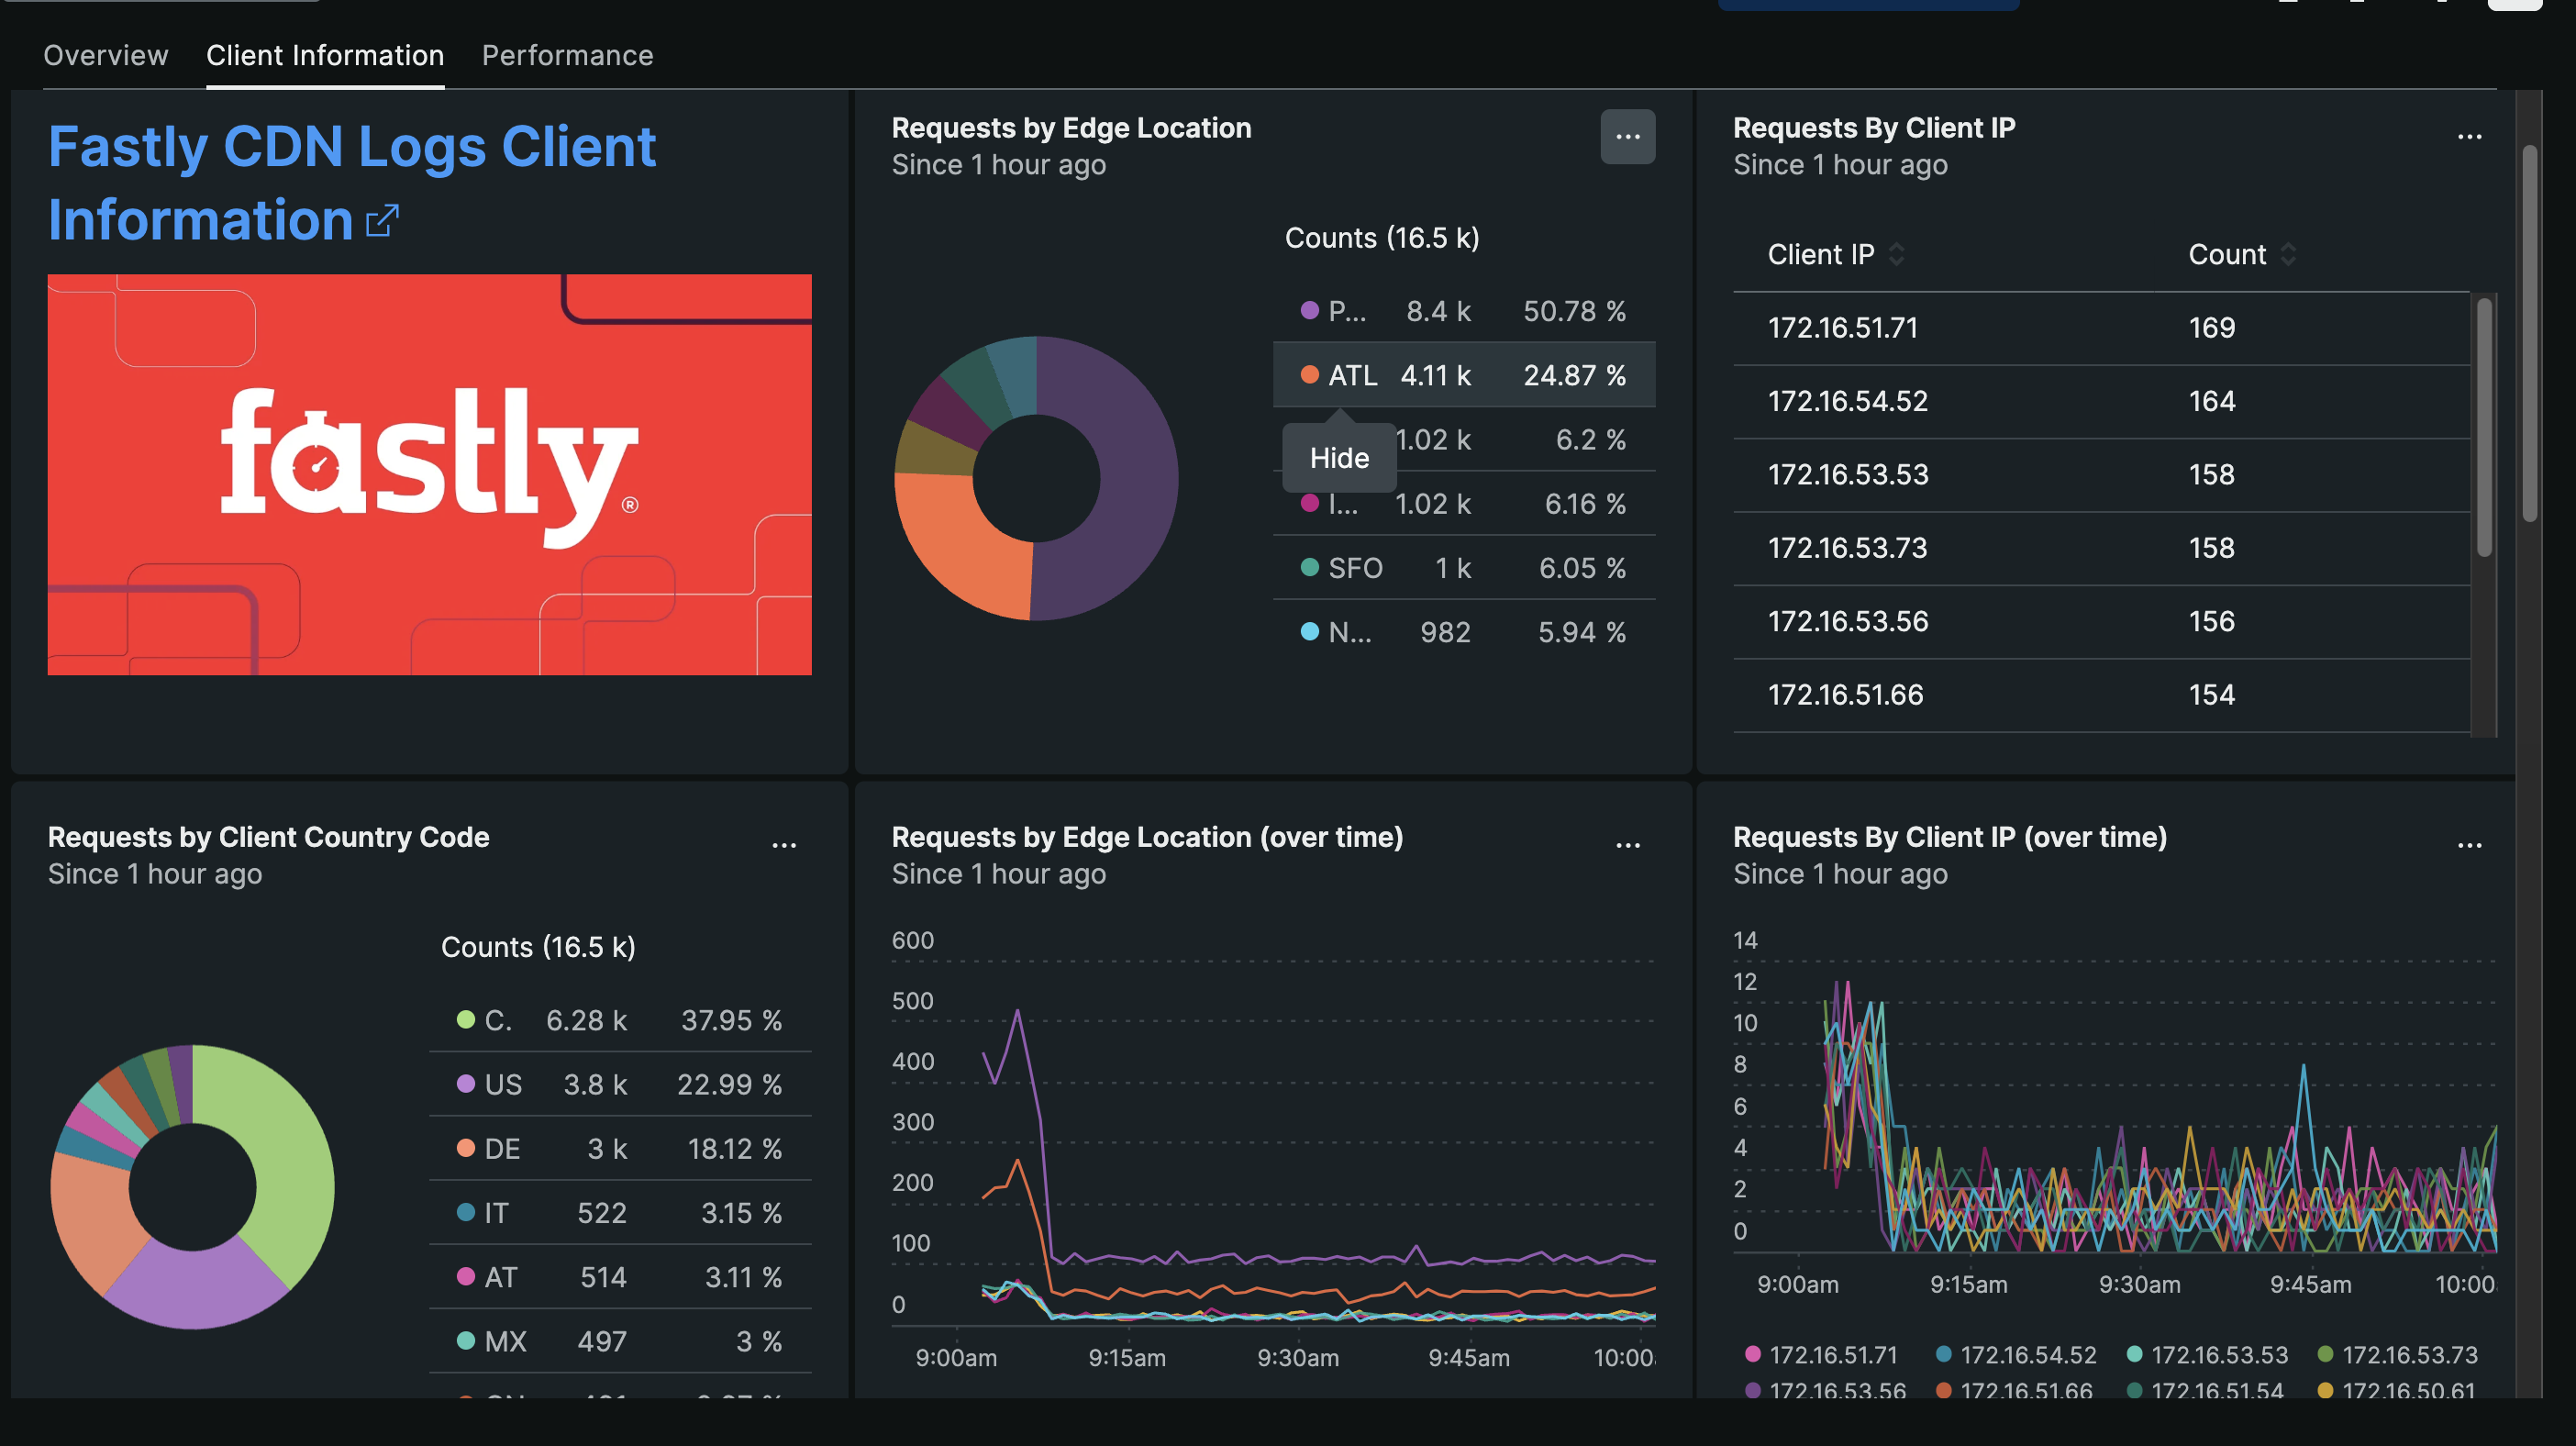 Overview Client Information Performance
Fastly CDN Logs Client
Information
fastly®
Requests by Edge Location
Since 1 hour ago
...
Counts (16.5 k)
P... 8.4 k 50.78 %
ATL 4.11 k 24.87 %
Hide
1.02 k 6.2 %
I... 1.02 k 6.16 %
SFO 1 k 6.05 %
N... 982 5.94 %
Requests By Client IP
Since 1 hour ago
...
Client IP Count
172.16.51.71 169
172.16.54.52 164
172.16.53.53 158
172.16.53.73 158
172.16.53.56 156
172.16.51.66 154
Requests by Client Country Code
Since 1 hour ago
...
Counts (16.5 k)
C. 6.28 k 37.95 %
US 3.8 k 22.99 %
DE 3 k 18.12 %
IT 522 3.15 %
AT 514 3.11 %
MX 497 3 %
Requests by Edge Location (over time)
Since 1 hour ago
...
600
500
400
300
200
100
0
9:00am 9:15am 9:30am 9:45am 10:00
Requests By Client IP (over time)
Since 1 hour ago
...
14
12
10
8
6
4
2
0
9:00am 9:15am 9:30am 9:45am 10:00
172.16.51.71 172.16.54.52 172.16.53.53 172.16.53.73
172.16.53.56 172.16.51.66 172.16.51.54 172.16.50.61